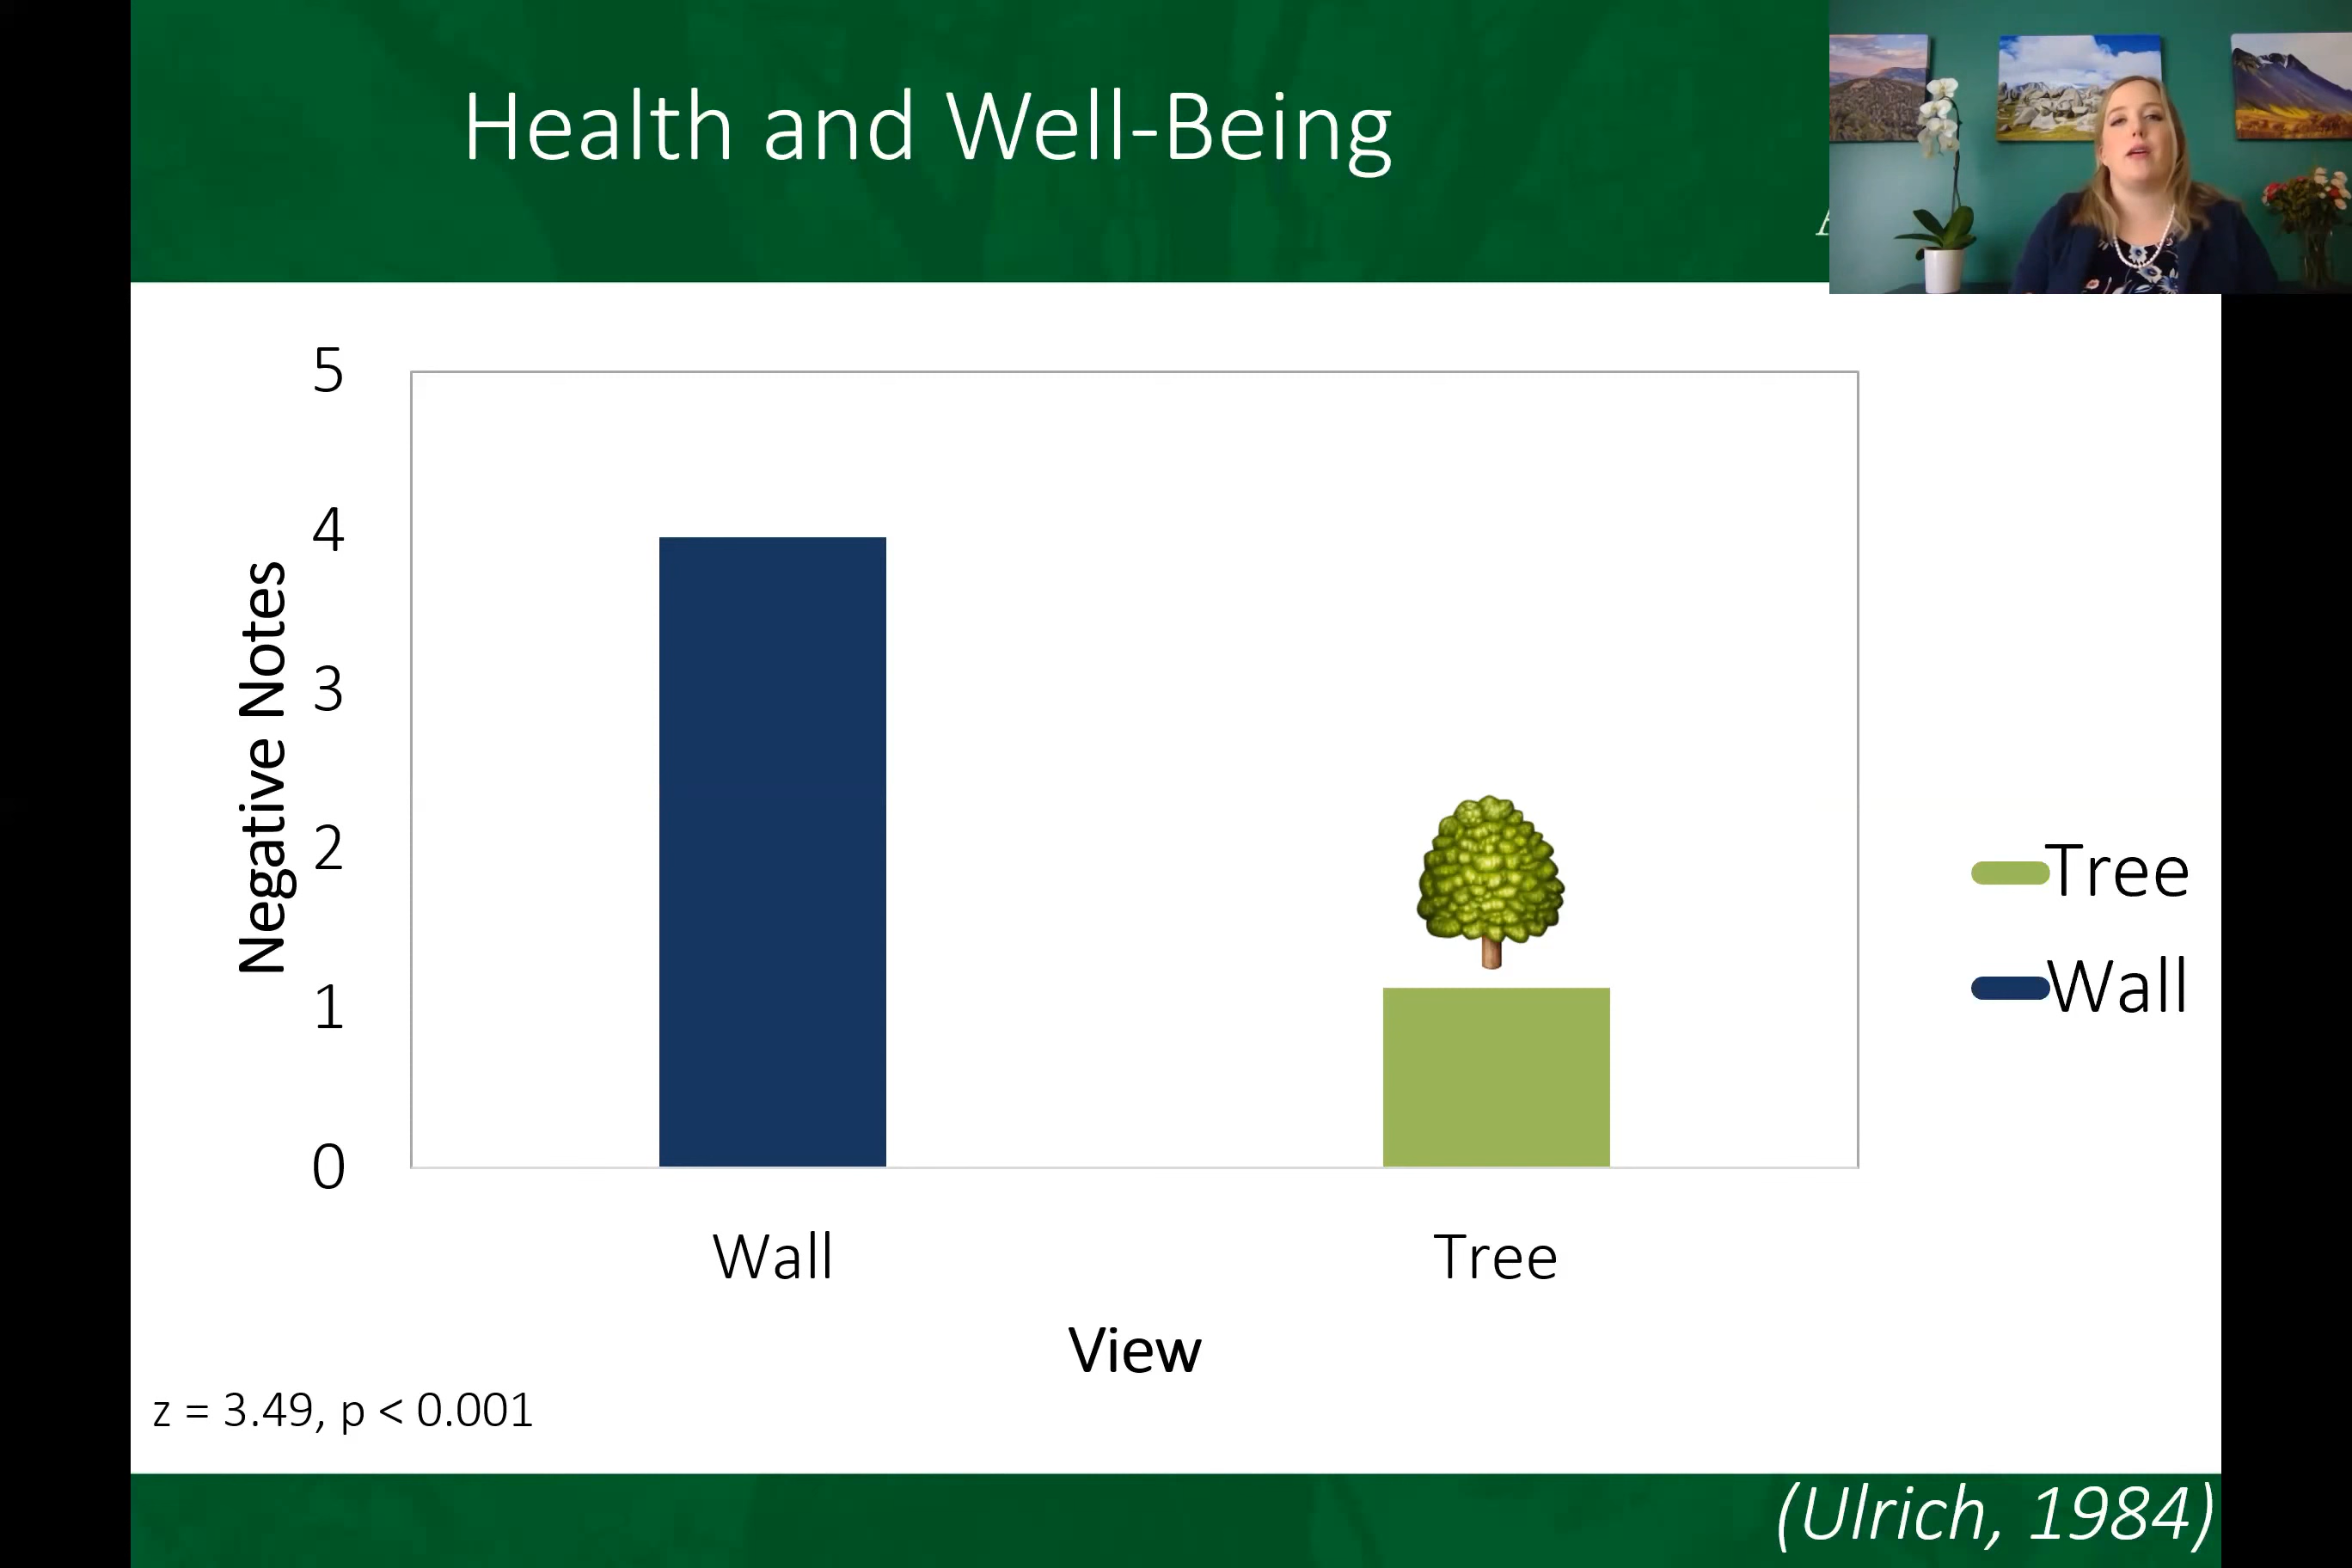 Health and Well-Being
5
4
3
2
1
0
Negative Notes
Tree
Wall
Wall
Tree
View
z = 3.49, p < 0.001
(Ulrich, 1984)